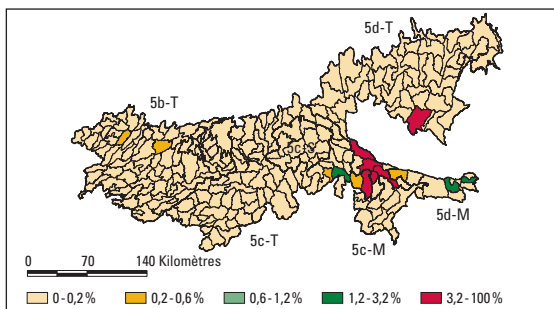 5d-T
5b-T
5c-S
5d-M
5c-T
5c-M
0 70 140 Kilomètres
0-0,2% 0,2-0,6% 0,6-1,2% 1,2-3,2% 3,2-100%